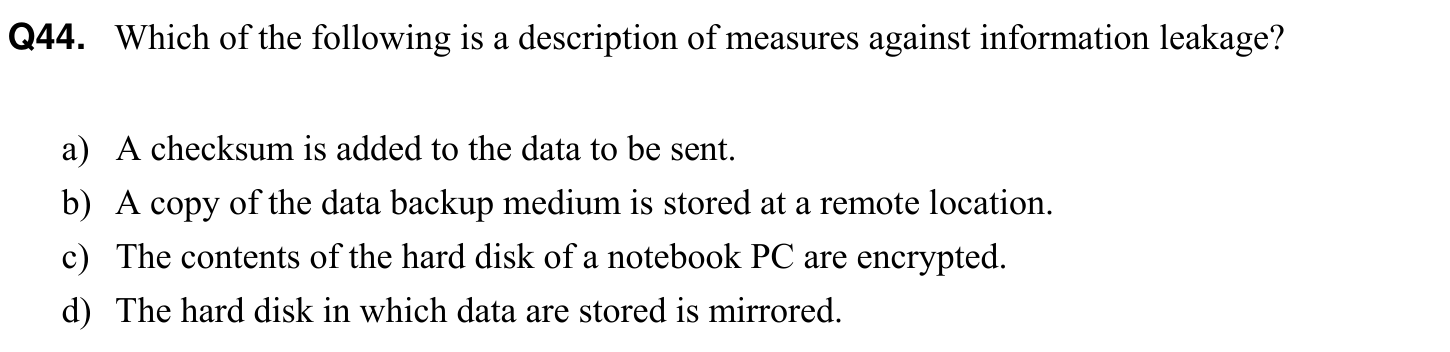 Q44. Which of the following is a description of measures against information leakage?
a) A checksum is added to the data to be sent.
b) A copy of the data backup medium is stored at a remote location.
c) The contents of the hard disk of a notebook PC are encrypted.
d) The hard disk in which data are stored is mirrored.